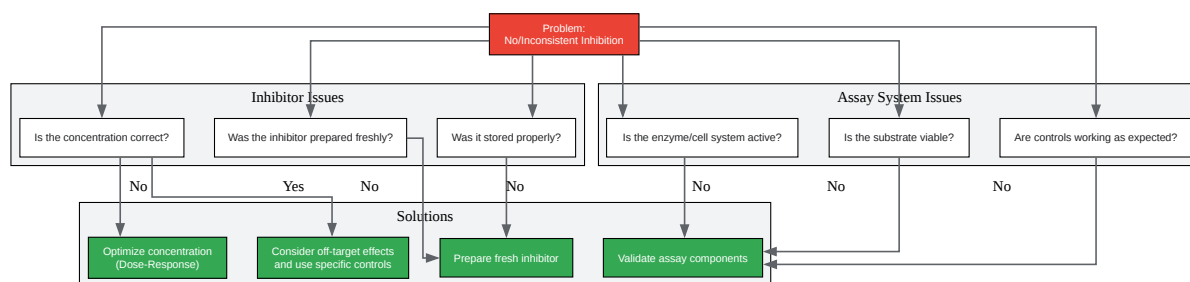 Problem:
No/Inconsistent Inhibition
Inhibitor Issues
Assay System Issues
Is the concentration correct?
Was the inhibitor prepared freshly?
Was it stored properly?
Is the enzyme/cell system active?
Is the substrate viable?
Are controls working as expected?
No
Yes
No
No
No
No
No
Solutions
Optimize concentration
(Dose-Response)
Consider off-target effects
and use specific controls
Prepare fresh inhibitor
Validate assay components